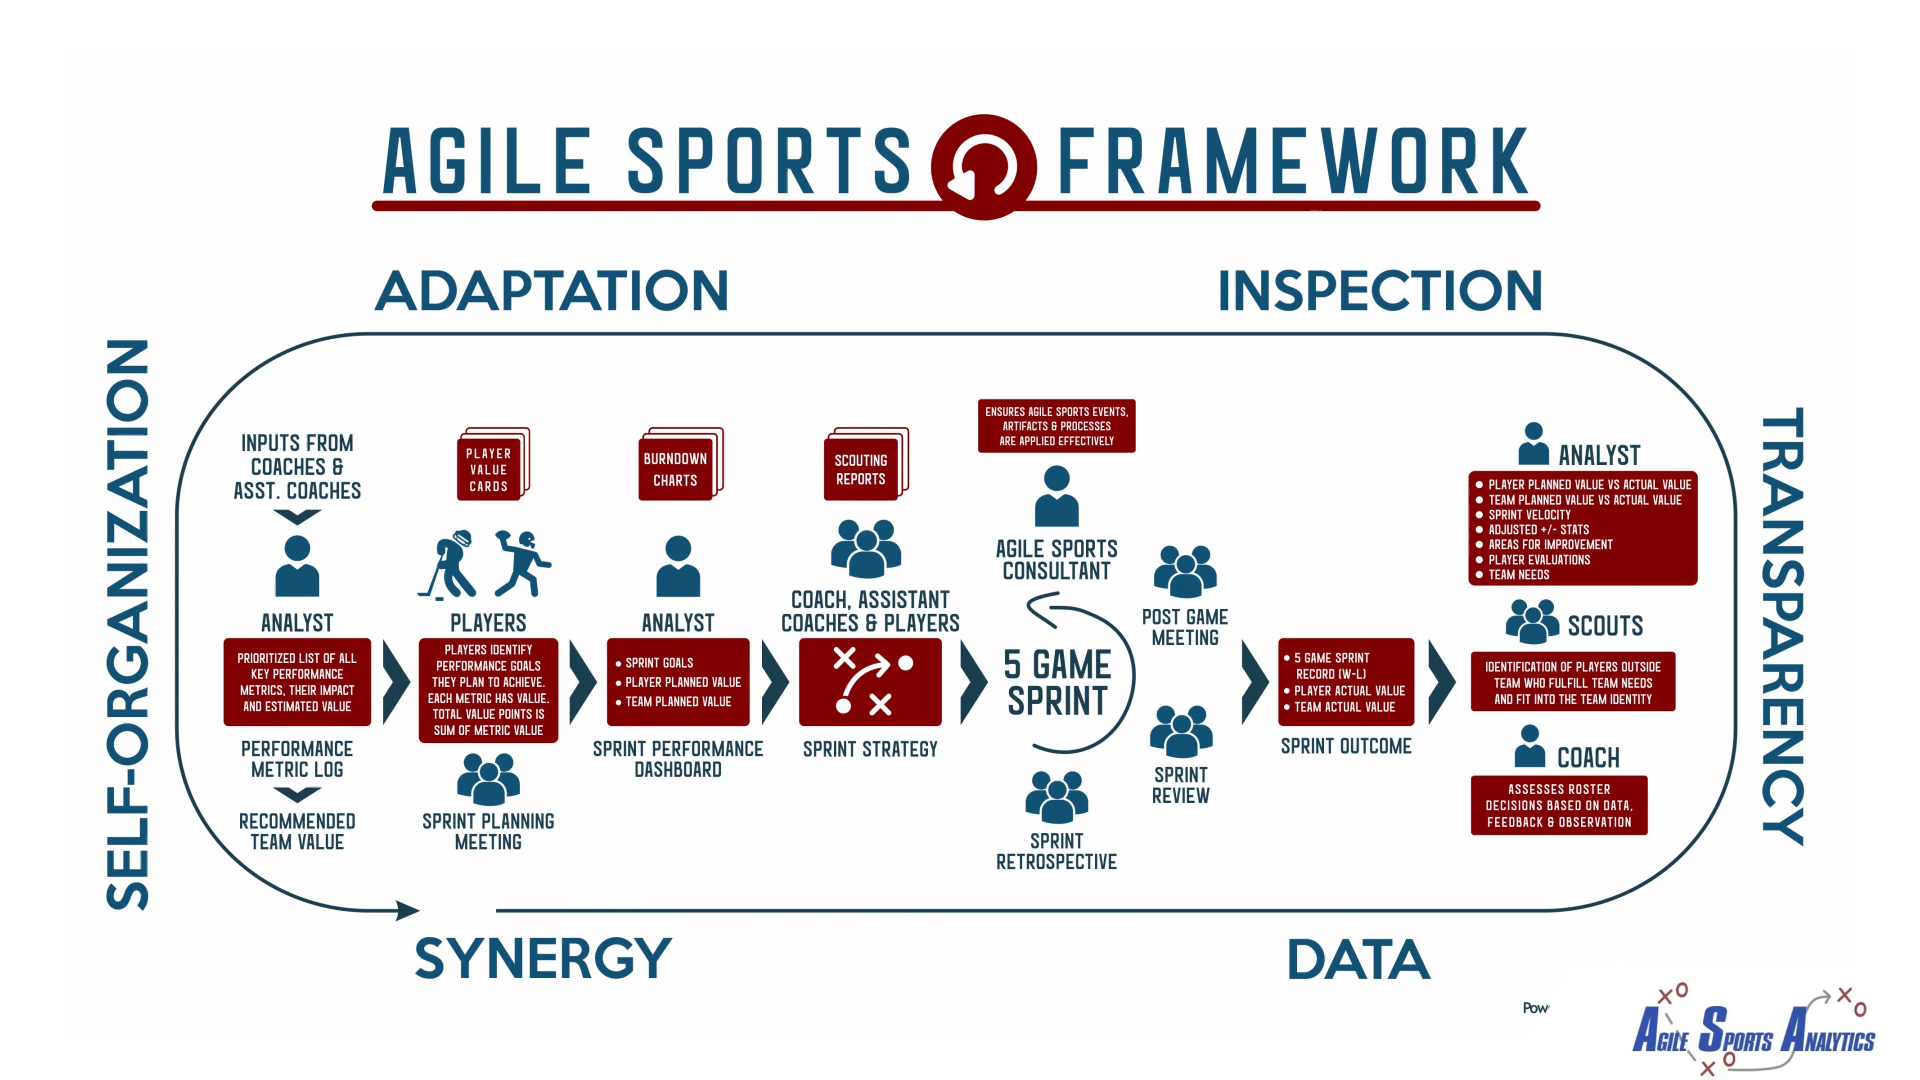 AGILE SPORTS FRAMEWORK
ADAPTATION
INSPECTION
SELF-ORGANIZATION
INPUTS FROM
COACHES &
ASST. COACHES
ANALYST
PRIORITIZED LIST OF ALL
KEY PERFORMANCE
METRICS, THEIR IMPACT
AND ESTIMATED VALUE
PERFORMANCE
METRIC LOG
RECOMMENDED
TEAM VALUE
PLAYER
VALUE
CARDS
PLAYERS
PLAYERS IDENTIFY
PERFORMANCE GOALS
THEY PLAN TO ACHIEVE.
EACH METRIC HAS VALUE.
TOTAL VALUE POINTS IS
SUM OF METRIC VALUE
SPRINT PLANNING
MEETING
BURNDOWN
CHARTS
ANALYST
• SPRINT GOALS
• PLAYER PLANNED VALUE
• TEAM PLANNED VALUE
SPRINT PERFORMANCE
DASHBOARD
SCOUTING
REPORTS
COACH, ASSISTANT
COACHES & PLAYERS
SPRINT STRATEGY
ENSURES AGILE SPORTS EVENTS,
ARTIFACTS & PROCESSES
ARE APPLIED EFFECTIVELY
AGILE SPORTS
CONSULTANT
5 GAME
SPRINT
POST GAME
MEETING
SPRINT
REVIEW
SPRINT
RETROSPECTIVE
• 5 GAME SPRINT
RECORD (W-L)
• PLAYER ACTUAL VALUE
• TEAM ACTUAL VALUE
SPRINT OUTCOME
ANALYST
• PLAYER PLANNED VALUE VS ACTUAL VALUE
• TEAM PLANNED VALUE VS ACTUAL VALUE
• SPRINT VELOCITY
• ADJUSTED +/- STATS
• AREAS FOR IMPROVEMENT
• PLAYER EVALUATIONS
• TEAM NEEDS
SCOUTS
IDENTIFICATION OF PLAYERS OUTSIDE
TEAM WHO FULFILL TEAM NEEDS
AND FIT INTO THE TEAM IDENTITY
COACH
ASSESSES ROSTER
DECISIONS BASED ON DATA,
FEEDBACK & OBSERVATION
TRANSPARENCY
SYNERGY
DATA
Pow
AGILE SPORTS ANALYTICS